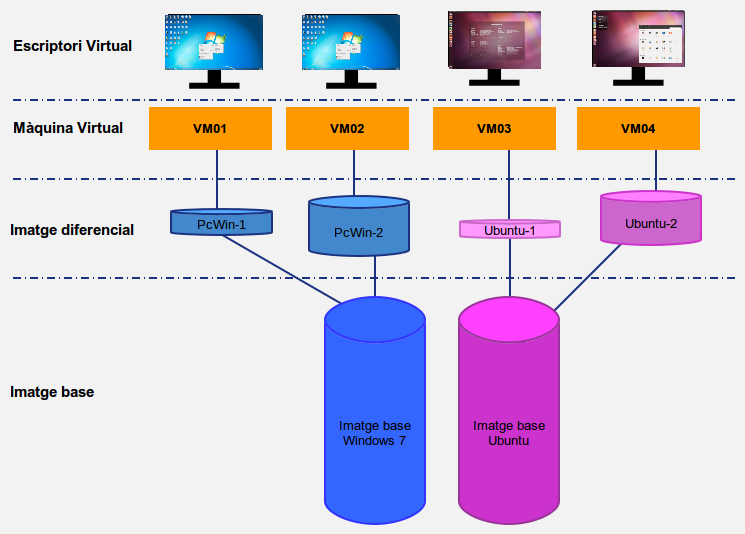 Escriptori Virtual
Màquina Virtual
VM01
VM02
VM03
VM04
Imatge diferencial
PcWin-1
PcWin-2
Ubuntu-1
Ubuntu-2
Imatge base
Imatge base
Windows 7
Imatge base
Ubuntu